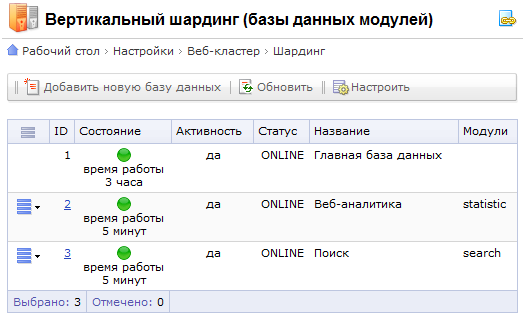 Вертикальный шардинг (базы данных модулей)
Рабочий стол › Настройки › Веб-кластер › Шардинг
Добавить новую базу данных Обновить Настроить
ID Состояние Активность Статус Название Модули
1 время работы 3 часа да ONLINE Главная база данных
2 время работы 5 минут да ONLINE Веб-аналитика statistic
3 время работы 5 минут да ONLINE Поиск search
Выбрано: 3 Отмечено: 0